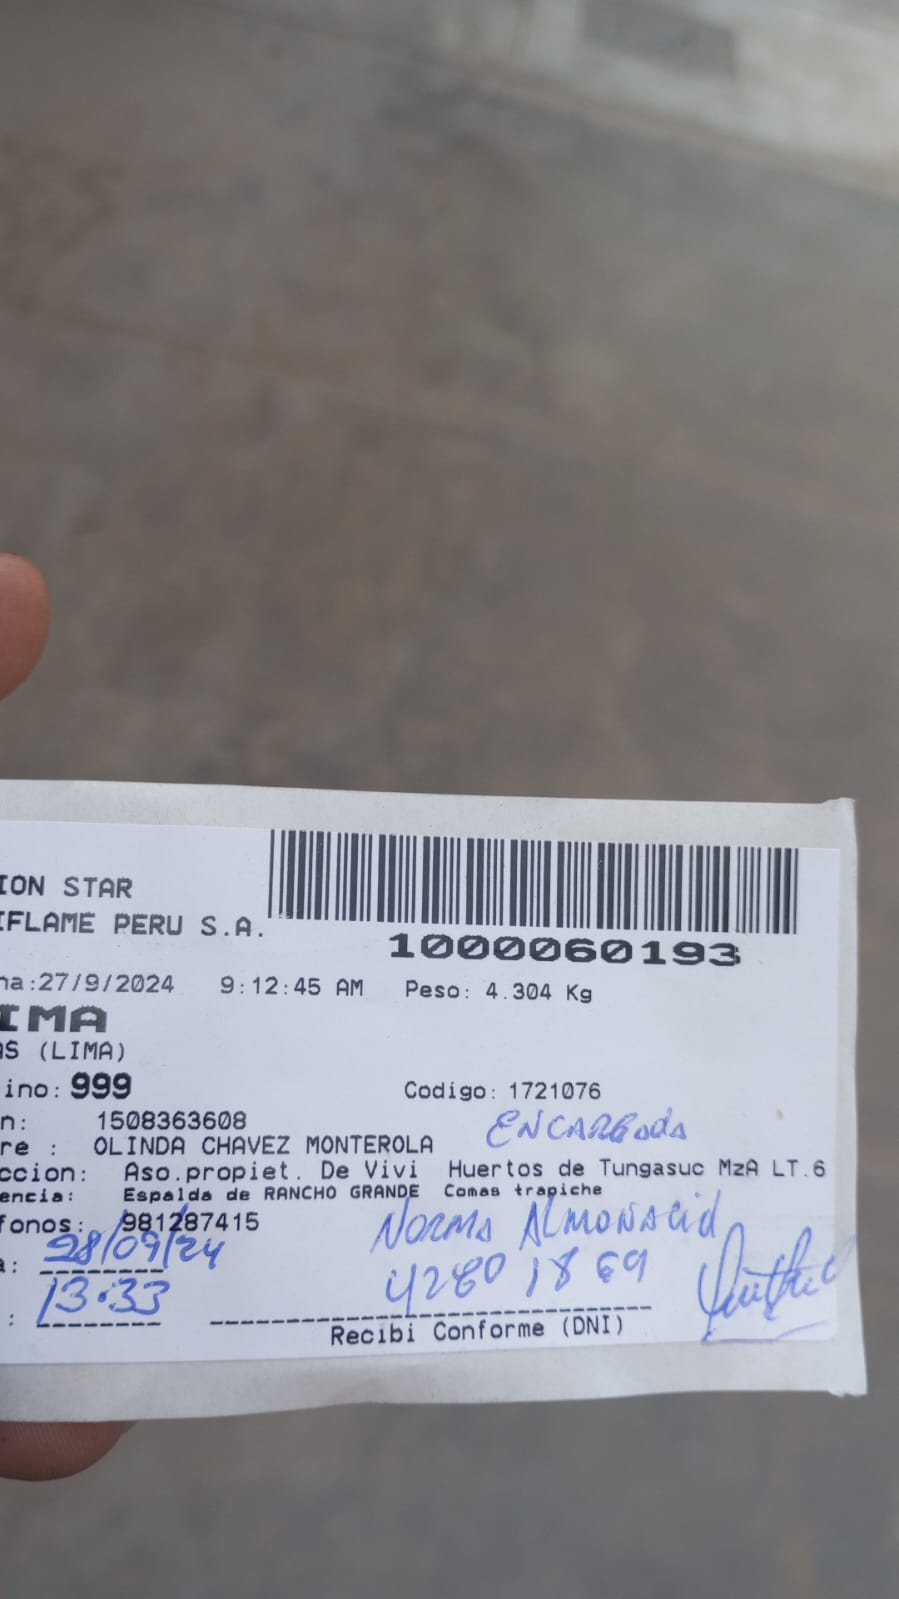 ION STAR
IFLAME PERU S.A.
1000060193
ha:27/9/2024 9:12:45 AM Peso: 4.304 Kg
IMA
AS (LIMA)
ino: 999 Codigo: 1721076
n: 1508363608 ENCARGADA
re : OLINDA CHAVEZ MONTEROLA
ccion: Aso.propiet. De Vivi Huertos de Tungasuc MzA LT.6
encia: Espalda de RANCHO GRANDE Comas trapiche
fonos: 981287415 NORMA ALMONACID
a: 28/09/24 42801869
: 13:33
Recibi Conforme (DNI)